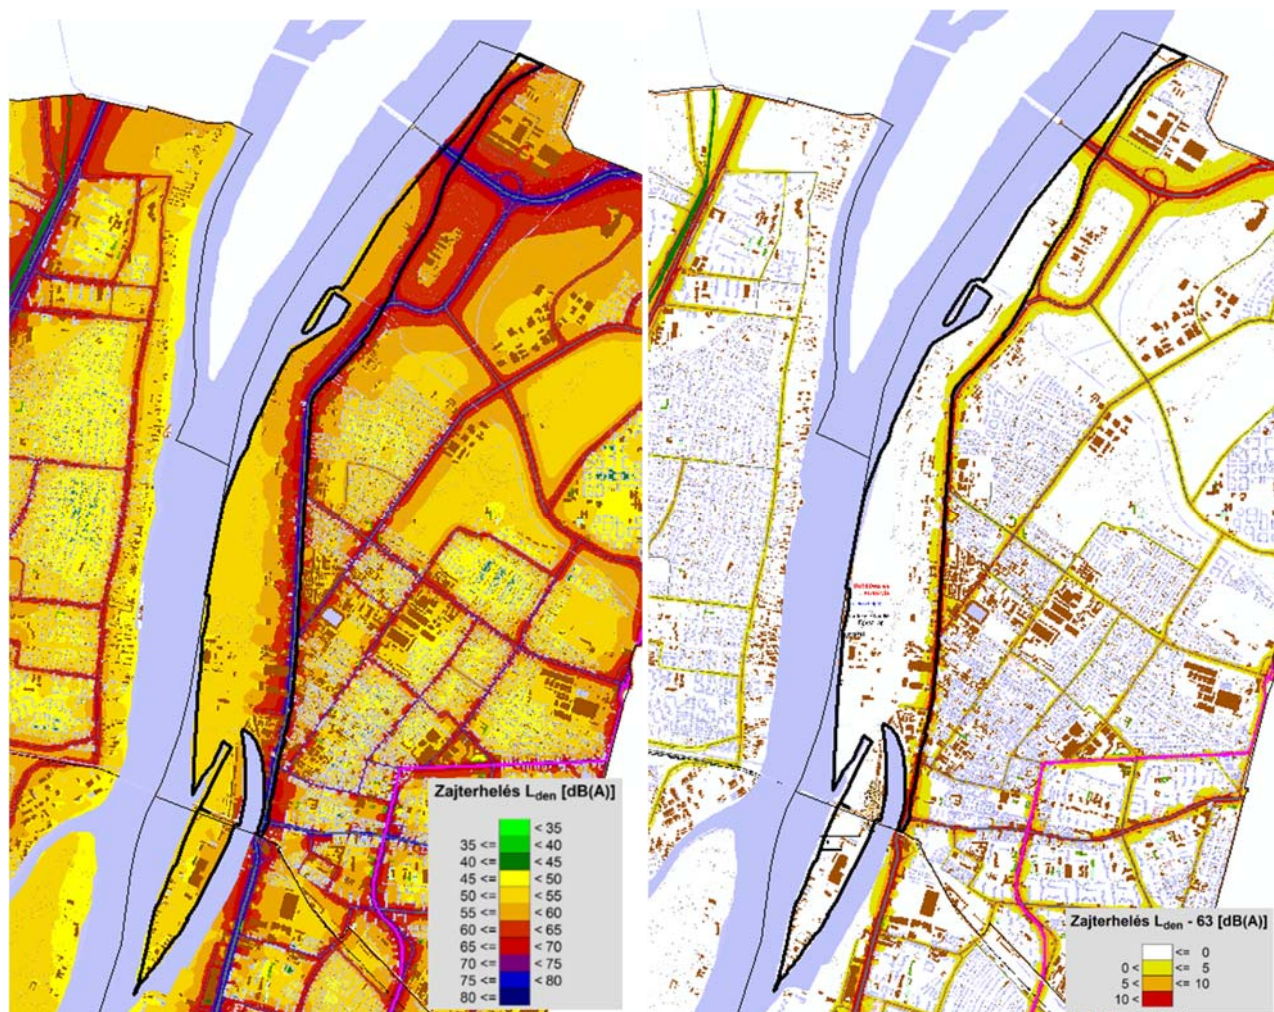 Zajterhelés Lden [dB(A)]
< 35
35 <= < 40
40 <= < 45
45 <= < 50
50 <= < 55
55 <= < 60
60 <= < 65
65 <= < 70
70 <= < 75
75 <= < 80
80 <=
Zajterhelés Lden - 63 [dB(A)]
<= 0
0 < <= 5
5 < <= 10
10 <